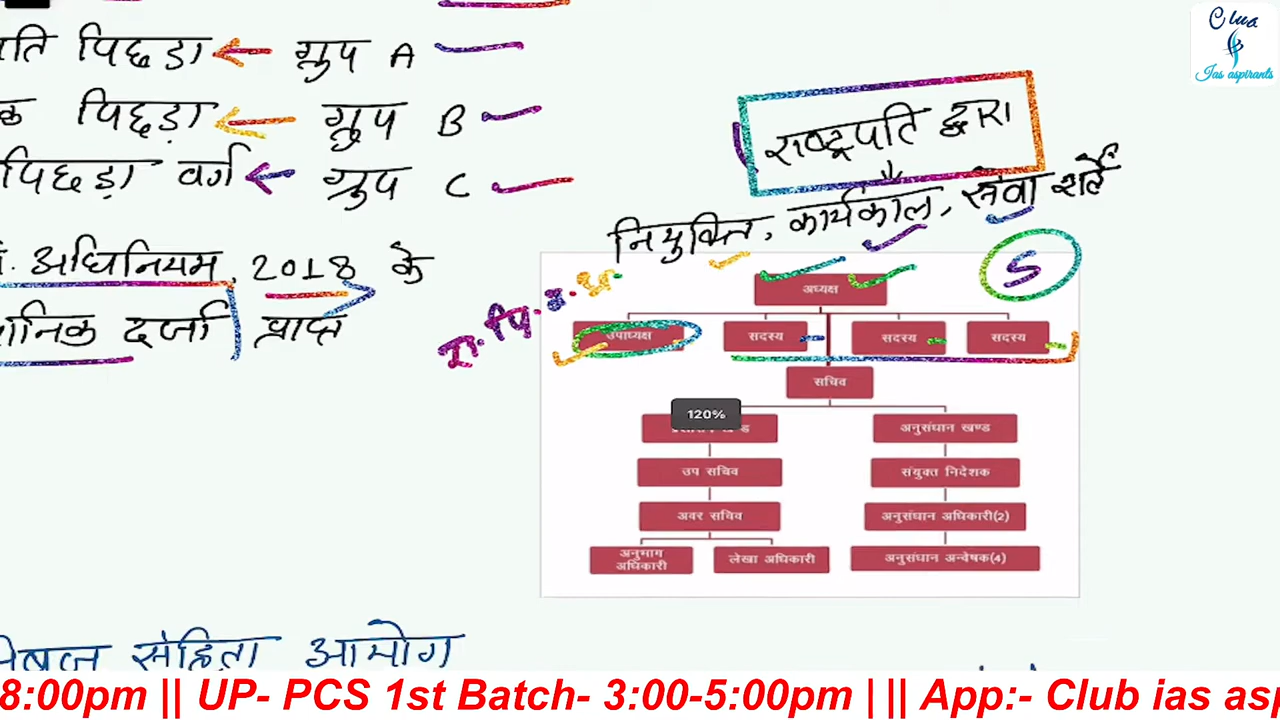 Club
Ias aspirants
पिछड़ा ← ग्रुप A
पिछड़ा ← ग्रुप B
पिछड़ा वर्ग ← ग्रुप C
राष्ट्रपति द्वारा
नियुक्ति, कार्यकाल, सेवा शर्तें
अधिनियम, 2018 के
दर्जा प्राप्त
5
अध्यक्ष
उपाध्यक्ष सदस्य सदस्य सदस्य
सचिव
120%
अनुसंधान खण्ड
उप सचिव संयुक्त निदेशक
अवर सचिव अनुसंधान अधिकारी(2)
अनुभाग अधिकारी लेखा अधिकारी अनुसंधान अन्वेषक(4)
संहिता आयोग
8:00pm || UP- PCS 1st Batch- 3:00-5:00pm | || App:- Club ias asp